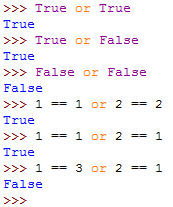 >>> True or True
True
>>> True or False
True
>>> False or False
False
>>> 1 == 1 or 2 == 2
True
>>> 1 == 1 or 2 == 1
True
>>> 1 == 3 or 2 == 1
False
>>>